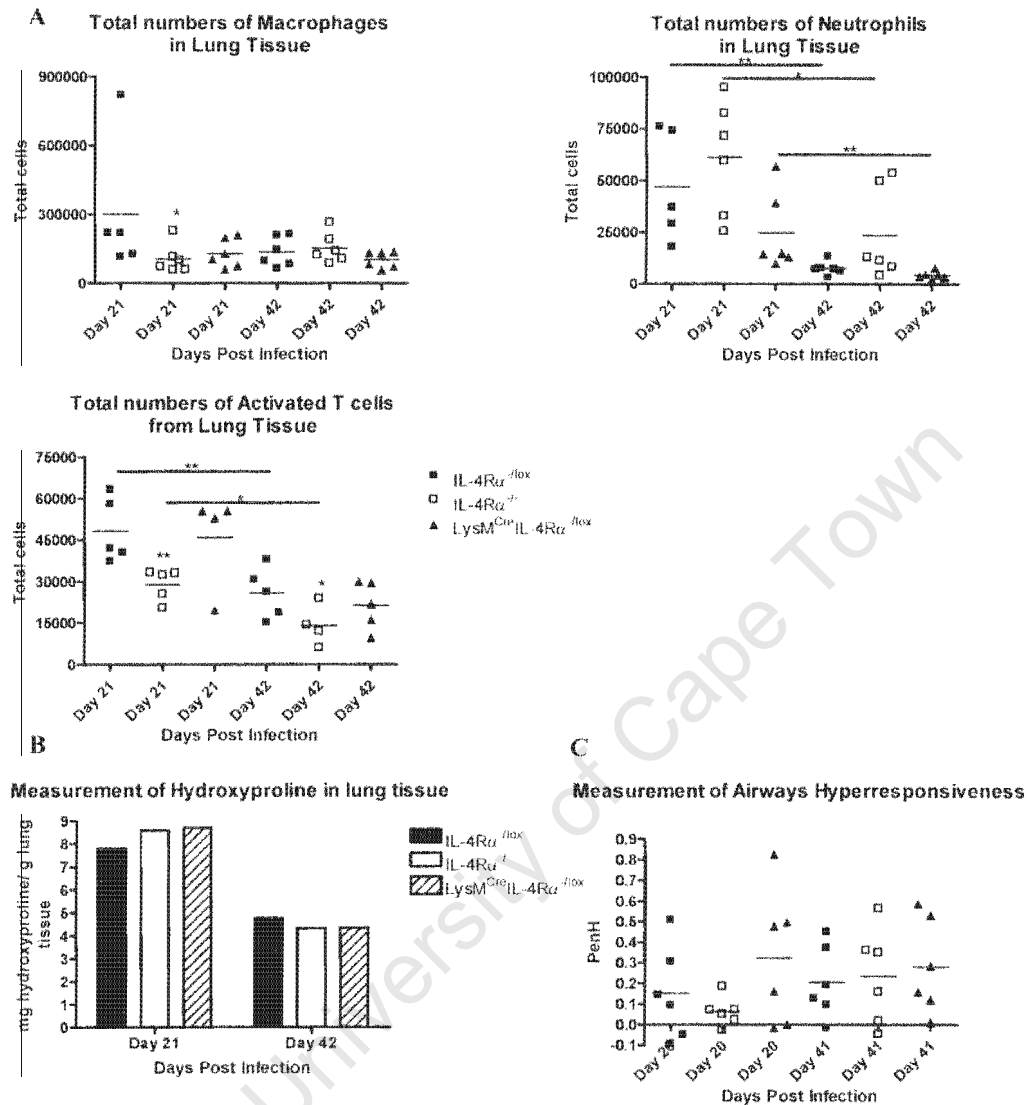 A
Total numbers of Macrophages
in Lung Tissue
900000
600000
300000
0
Total cells
*
Day 21
Day 21
Day 21
Day 42
Day 42
Day 42
Days Post Infection
Total numbers of Neutrophils
in Lung Tissue
100000
75000
50000
25000
0
Total cells
**
*
**
Day 21
Day 21
Day 21
Day 42
Day 42
Day 42
Days Post Infection
Total numbers of Activated T cells
from Lung Tissue
75000
60000
45000
30000
15000
0
Total cells
**
*
**
*
Day 21
Day 21
Day 21
Day 42
Day 42
Day 42
Days Post Infection
IL-4Rα-/lox
IL-4Rα-/-
LysMCreIL-4Rα-/lox
B
Measurement of Hydroxyproline in lung tissue
mg hydroxyproline/ g lung
tissue
9
8
7
6
5
4
3
2
1
0
Day 21
Day 42
Days Post Infection
IL-4Rα-/lox
IL-4Rα-/-
LysMCreIL-4Rα-/lox
C
Measurement of Airways Hyperresponsiveness
PenH
0.9
0.8
0.7
0.6
0.5
0.4
0.3
0.2
0.1
0.0
-0.1
Day 20
Day 20
Day 20
Day 41
Day 41
Day 41
Days Post Infection
University of Cape Town